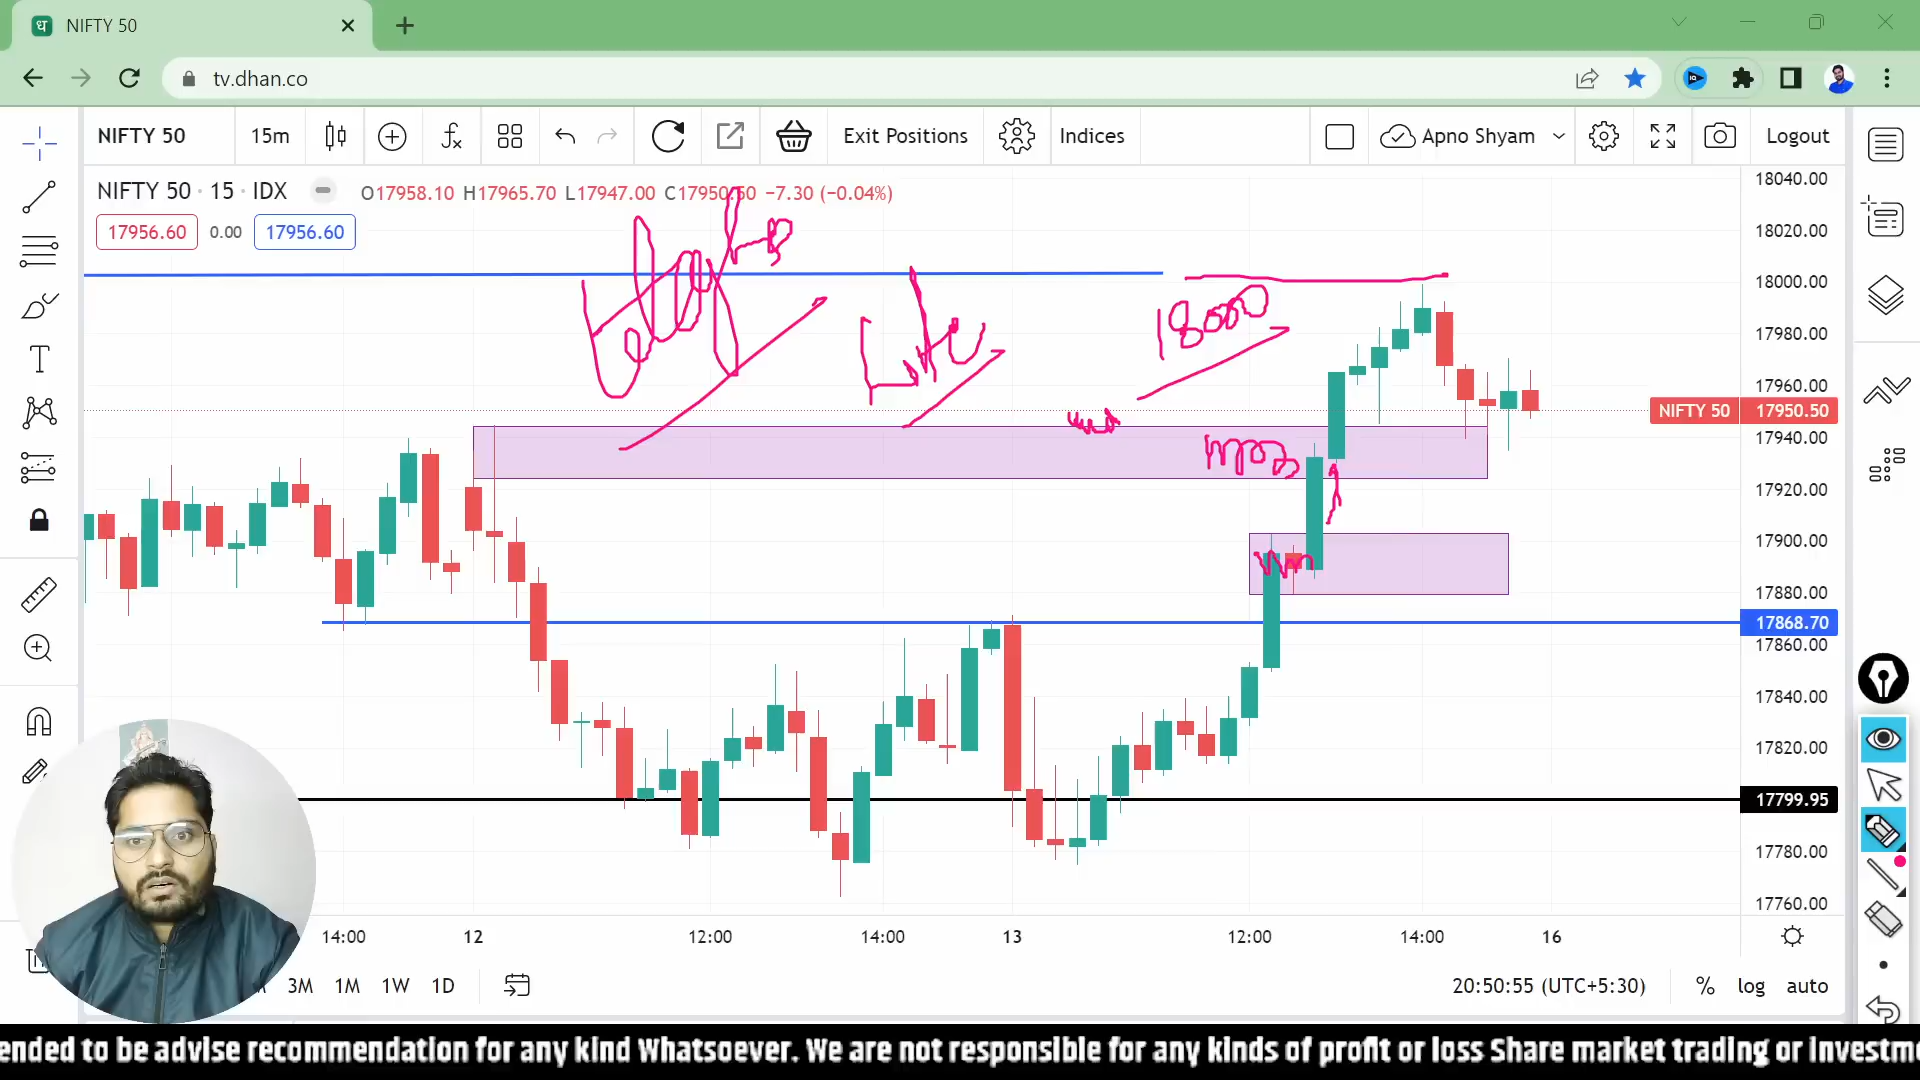 NIFTY 50
tv.dhan.co
NIFTY 50 15m Exit Positions Indices Apno Shyam Logout
NIFTY 50 · 15 · IDX O17958.10 H17965.70 L17947.00 C17950.50 −7.30 (−0.04%)
17956.60 0.00 17956.60
18040.00
18020.00
18000.00
18000
17980.00
17960.00
NIFTY 50 17950.50
17940.00
17920.00
17900.00
17880.00
17868.70
17860.00
17840.00
17820.00
17799.95
17780.00
17760.00
14:00 12 12:00 14:00 13 12:00 14:00 16
3M 1M 1W 1D 20:50:55 (UTC+5:30) % log auto
ended to be advise recommendation for any kind Whatsoever. We are not responsible for any kinds of profit or loss Share market trading or investme